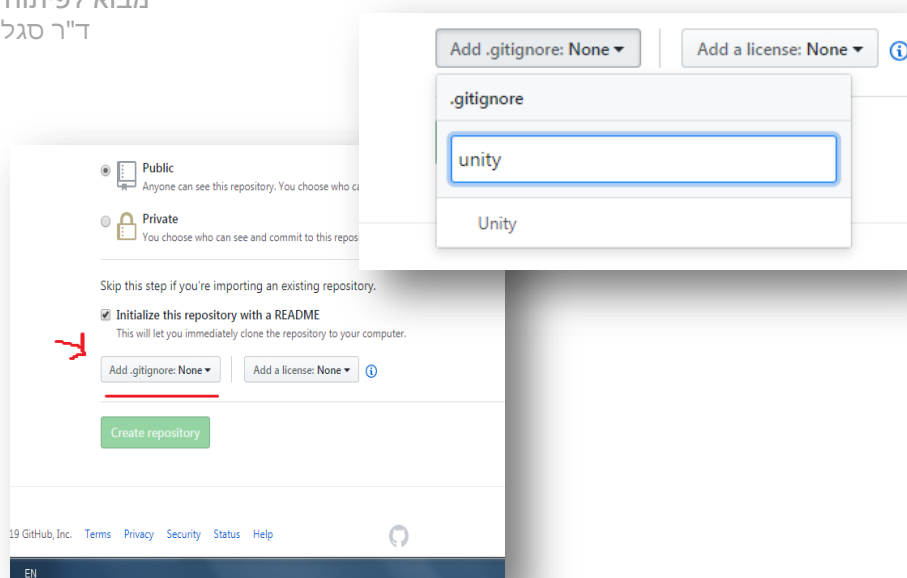 מבוא לפיתוח
ד"ר סגל
Add .gitignore: None
Add a license: None
.gitignore
unity
Unity
Public
Anyone can see this repository. You choose who
Private
You choose who can see and commit to this repos
Skip this step if you're importing an existing repository.
Initialize this repository with a README
This will let you immediately clone the repository to your computer.
Add .gitignore: None
Add a license: None
Create repository
19 GitHub, Inc. Terms Privacy Security Status Help
EN